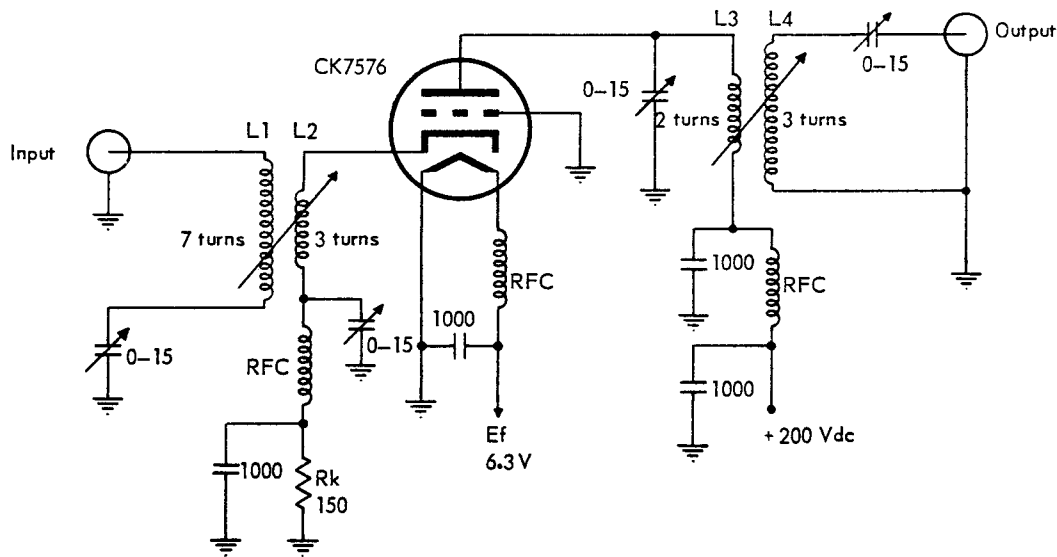 L3
L4
Output
CK7576
0-15
0-15
2 turns
3 turns
L1
L2
Input
7 turns
3 turns
RFC
1000
RFC
1000
0-15
0-15
RFC
1000
+200 Vdc
Ef
6.3 V
1000
Rk
150